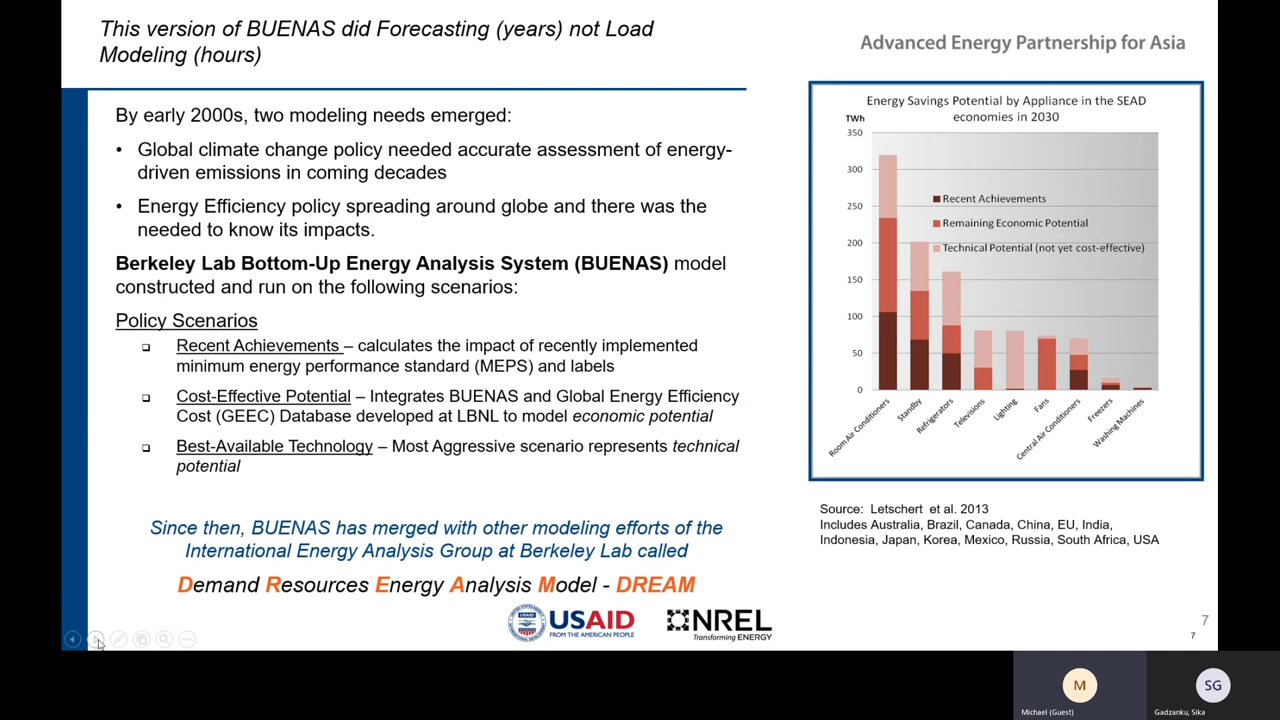 This version of BUENAS did Forecasting (years) not Load
Modeling (hours)
Advanced Energy Partnership for Asia
By early 2000s, two modeling needs emerged:
• Global climate change policy needed accurate assessment of energy-
driven emissions in coming decades
• Energy Efficiency policy spreading around globe and there was the
needed to know its impacts.
Berkeley Lab Bottom-Up Energy Analysis System (BUENAS) model
constructed and run on the following scenarios:
Policy Scenarios
Recent Achievements – calculates the impact of recently implemented
minimum energy performance standard (MEPS) and labels
Cost-Effective Potential – Integrates BUENAS and Global Energy Efficiency
Cost (GEEC) Database developed at LBNL to model economic potential
Best-Available Technology – Most Aggressive scenario represents technical
potential
Since then, BUENAS has merged with other modeling efforts of the
International Energy Analysis Group at Berkeley Lab called
Demand Resources Energy Analysis Model - DREAM
Energy Savings Potential by Appliance in the SEAD
economies in 2030
TWh
350
300
250
200
150
100
50
0
Recent Achievements
Remaining Economic Potential
Technical Potential (not yet cost-effective)
Room Air Conditioners
Standby
Refrigerators
Televisions
Lighting
Fans
Central Air Conditioners
Freezers
Washing Machines
Source: Letschert et al. 2013
Includes Australia, Brazil, Canada, China, EU, India,
Indonesia, Japan, Korea, Mexico, Russia, South Africa, USA
USAID
FROM THE AMERICAN PEOPLE
NREL
Transforming ENERGY
7
7
M
Michael (Guest)
SG
Gadzanku, Sika